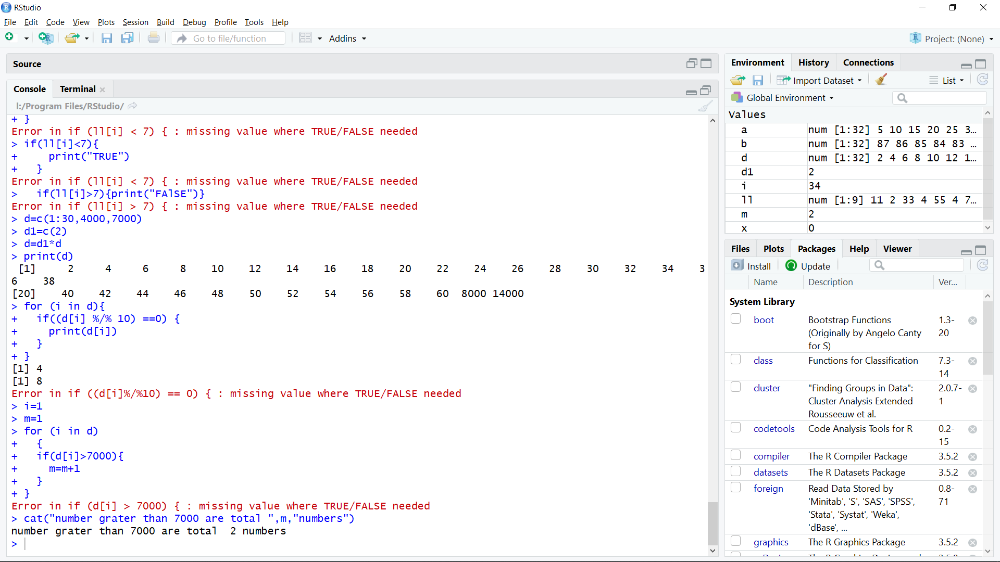 RStudio
File Edit Code View Plots Session Build Debug Profile Tools Help
Go to file/function Addins Project: (None)
Source
Console Terminal
I:/Program Files/RStudio/
+ }
Error in if (ll[i] < 7) { : missing value where TRUE/FALSE needed
> if(ll[i]<7){
+     print("TRUE")
+   }
Error in if (ll[i] < 7) { : missing value where TRUE/FALSE needed
>   if(ll[i]>7){print("FAlSE")}
Error in if (ll[i] > 7) { : missing value where TRUE/FALSE needed
> d=c(1:30,4000,7000)
> d1=c(2)
> d=d1*d
> print(d)
[1] 2 4 6 8 10 12 14 16 18 20 22 24 26 28 30 32 34 3
6 38
[20] 40 42 44 46 48 50 52 54 56 58 60 8000 14000
> for (i in d){
+   if((d[i] %/% 10) ==0) {
+     print(d[i])
+   }
+ }
[1] 4
[1] 8
Error in if ((d[i]%/%10) == 0) { : missing value where TRUE/FALSE needed
> i=1
> m=1
> for (i in d)
+   {
+   if(d[i]>7000){
+     m=m+1
+   }
+ }
Error in if (d[i] > 7000) { : missing value where TRUE/FALSE needed
> cat("number grater than 7000 are total ",m,"numbers")
number grater than 7000 are total  2 numbers
>
Environment History Connections
Import Dataset List
Global Environment
Values
a num [1:32] 5 10 15 20 25 3…
b num [1:32] 87 86 85 84 83 …
d num [1:32] 2 4 6 8 10 12 1…
d1 2
i 34
ll num [1:9] 11 2 33 4 55 4 7…
m 2
x 0
Files Plots Packages Help Viewer
Install Update
Name Description Ver...
System Library
boot Bootstrap Functions 1.3-
(Originally by Angelo Canty 20
for S)
class Functions for Classification 7.3-
14
cluster "Finding Groups in Data": 2.0.7-
Cluster Analysis Extended 1
Rousseeuw et al.
codetools Code Analysis Tools for R 0.2-
15
compiler The R Compiler Package 3.5.2
datasets The R Datasets Package 3.5.2
foreign Read Data Stored by 0.8-
'Minitab', 'S', 'SAS', 'SPSS', 71
'Stata', 'Systat', 'Weka',
'dBase', ...
graphics The R Graphics Package 3.5.2